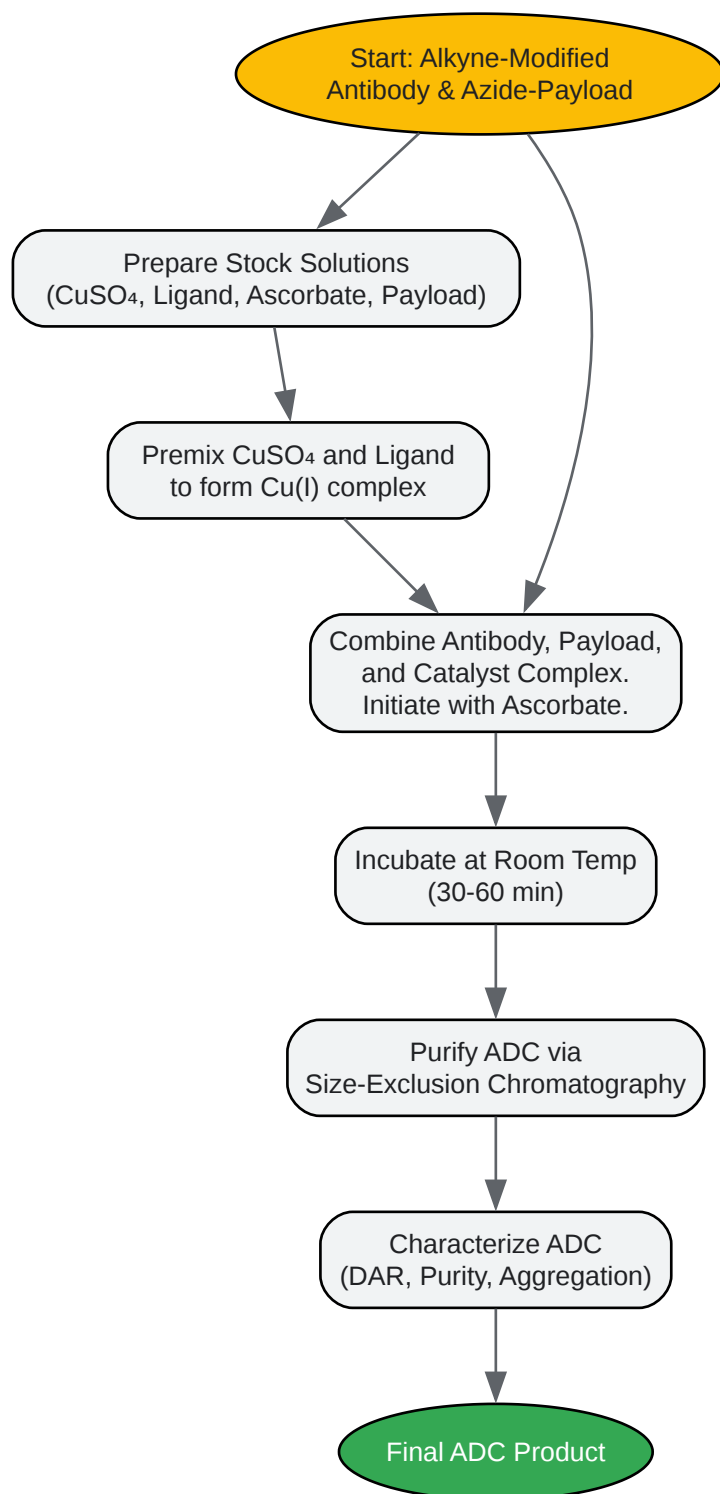 Start: Alkyne-Modified
Antibody & Azide-Payload
Prepare Stock Solutions
(CuSO₄, Ligand, Ascorbate, Payload)
Premix CuSO₄ and Ligand
to form Cu(I) complex
Combine Antibody, Payload,
and Catalyst Complex.
Initiate with Ascorbate.
Incubate at Room Temp
(30-60 min)
Purify ADC via
Size-Exclusion Chromatography
Characterize ADC
(DAR, Purity, Aggregation)
Final ADC Product